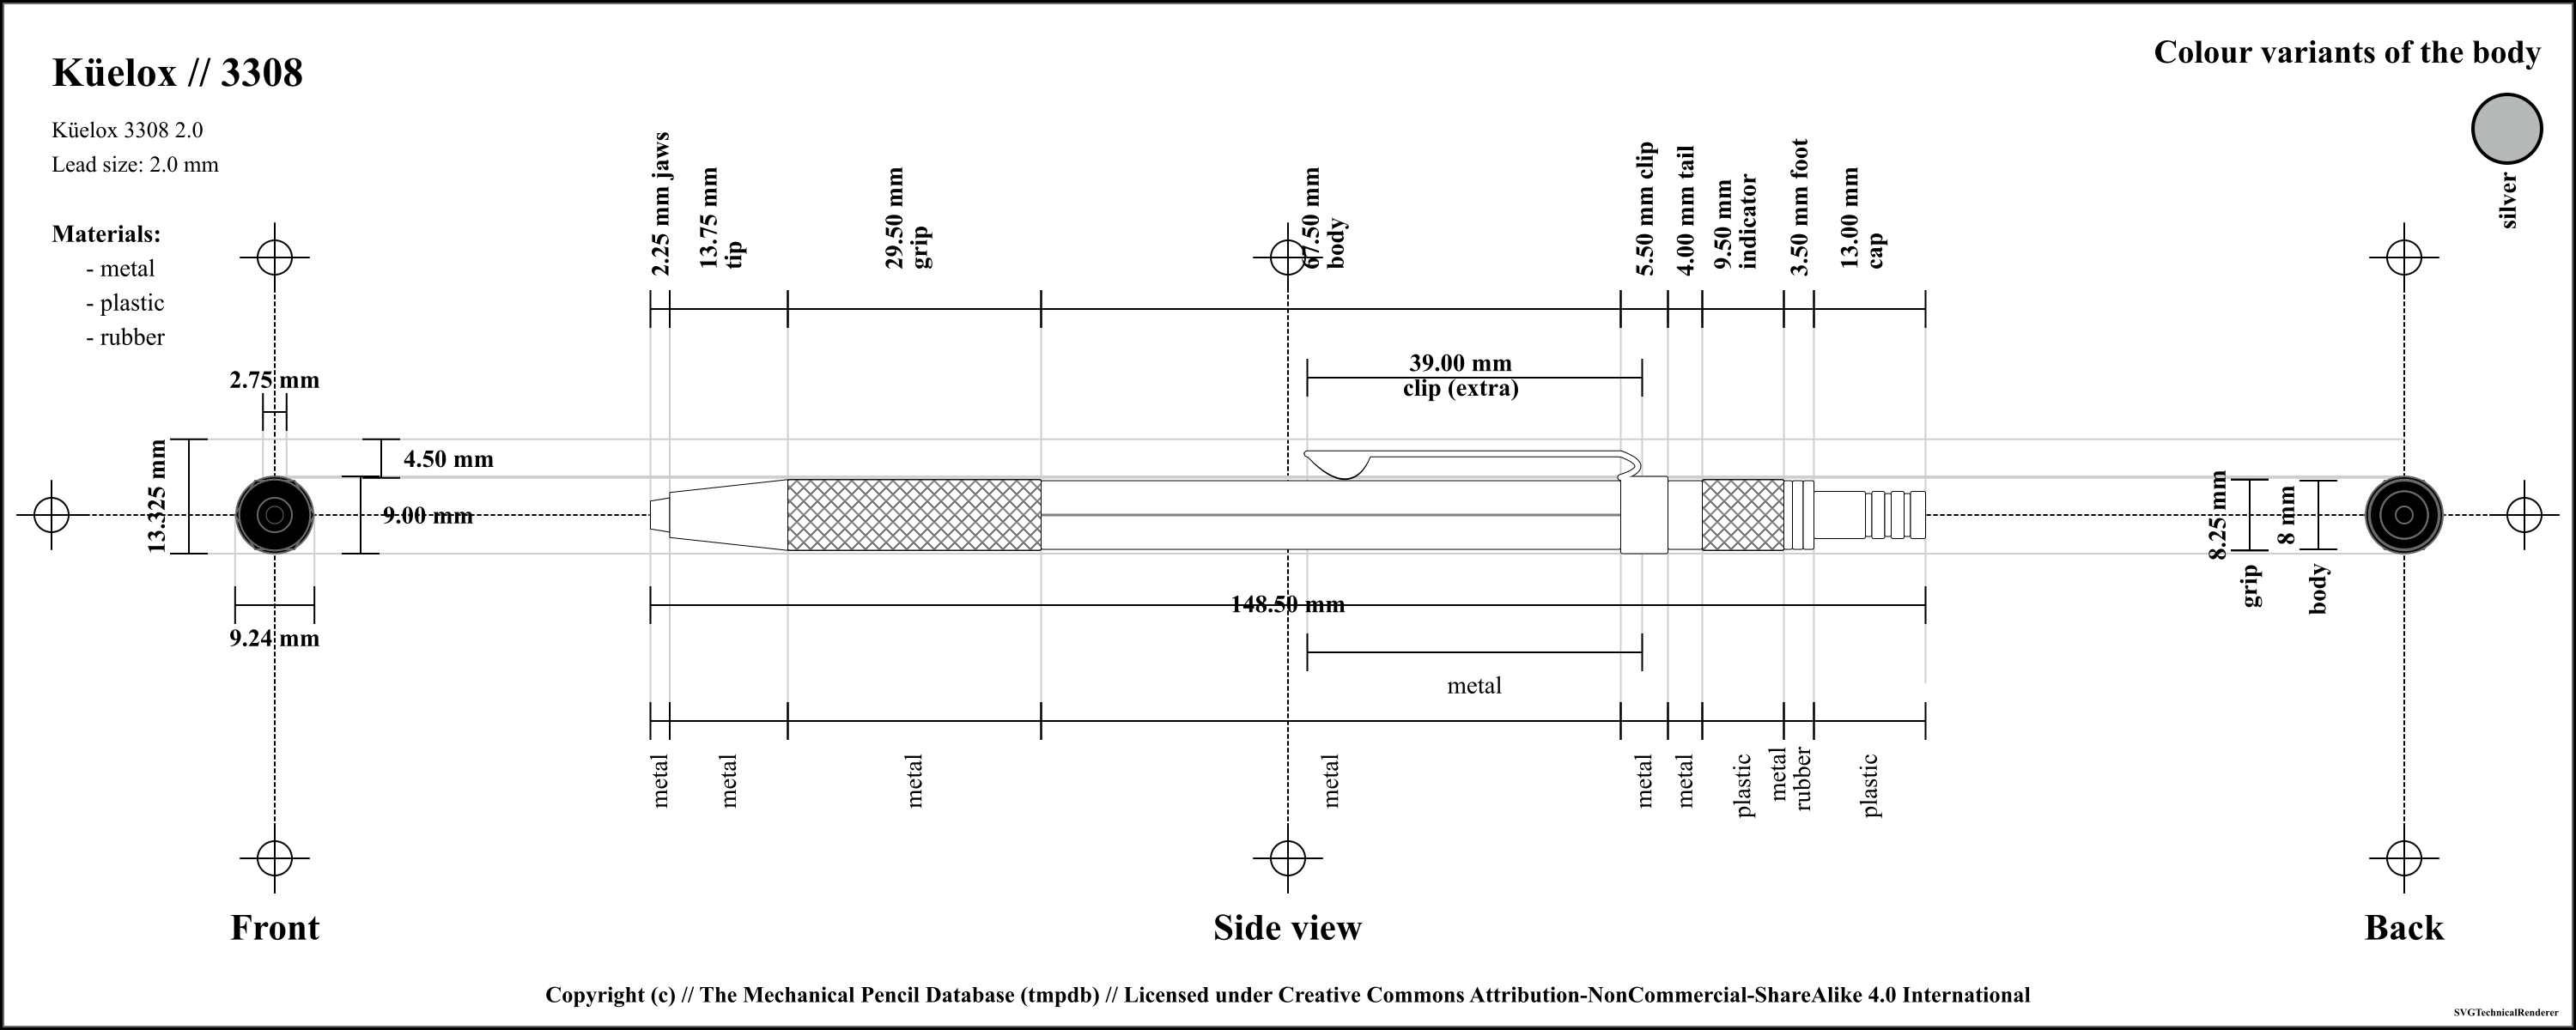 Küelox // 3308
Küelox 3308 2.0
Lead size: 2.0 mm
Materials:
- metal
- plastic
- rubber
Colour variants of the body
silver
2.25 mm jaws
13.75 mm
tip
29.50 mm
grip
67.50 mm
body
5.50 mm clip
4.00 mm tail
9.50 mm
indicator
3.50 mm foot
13.00 mm
cap
39.00 mm
clip (extra)
2.75 mm
13.325 mm
4.50 mm
9.00 mm
9.24 mm
148.50 mm
8.25 mm
grip
8 mm
body
metal
metal
metal
metal
metal
metal
metal
plastic
metal
rubber
plastic
Front
Side view
Back
Copyright (c) // The Mechanical Pencil Database (tmpdb) // Licensed under Creative Commons Attribution-NonCommercial-ShareAlike 4.0 International
SVGTechnicalRenderer